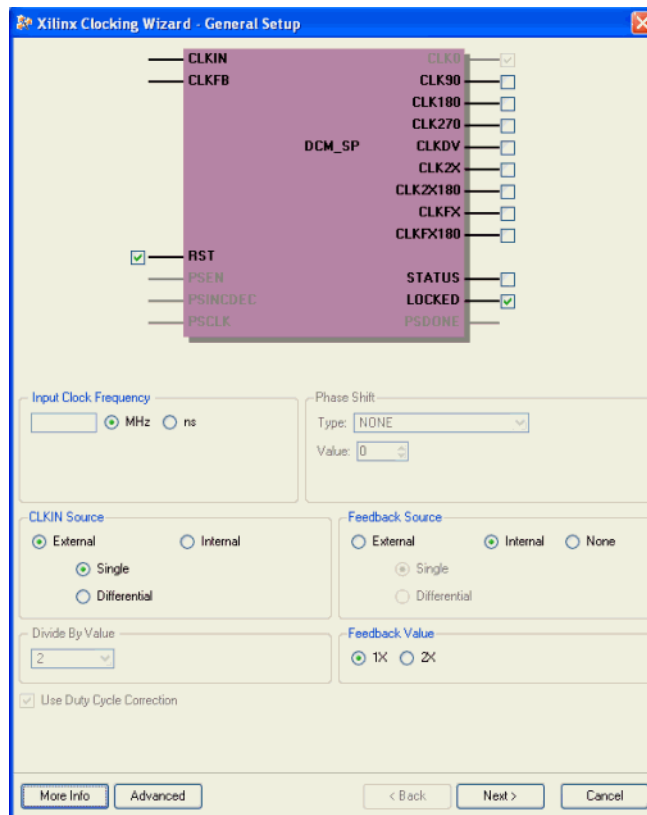 Xilinx Clocking Wizard - General Setup
CLKIN CLK0
CLKFB CLK90
CLK180
CLK270
DCM_SP CLKDV
CLK2X
CLK2X180
CLKFX
CLKFX180
RST
PSEN STATUS
PSINCDEC LOCKED
PSCLK PSDONE
Input Clock Frequency Phase Shift
MHz ns Type: NONE
Value: 0
CLKIN Source Feedback Source
External Internal External Internal None
Single Single
Differential Differential
Divide By Value Feedback Value
2 1X 2X
Use Duty Cycle Correction
More Info Advanced < Back Next > Cancel